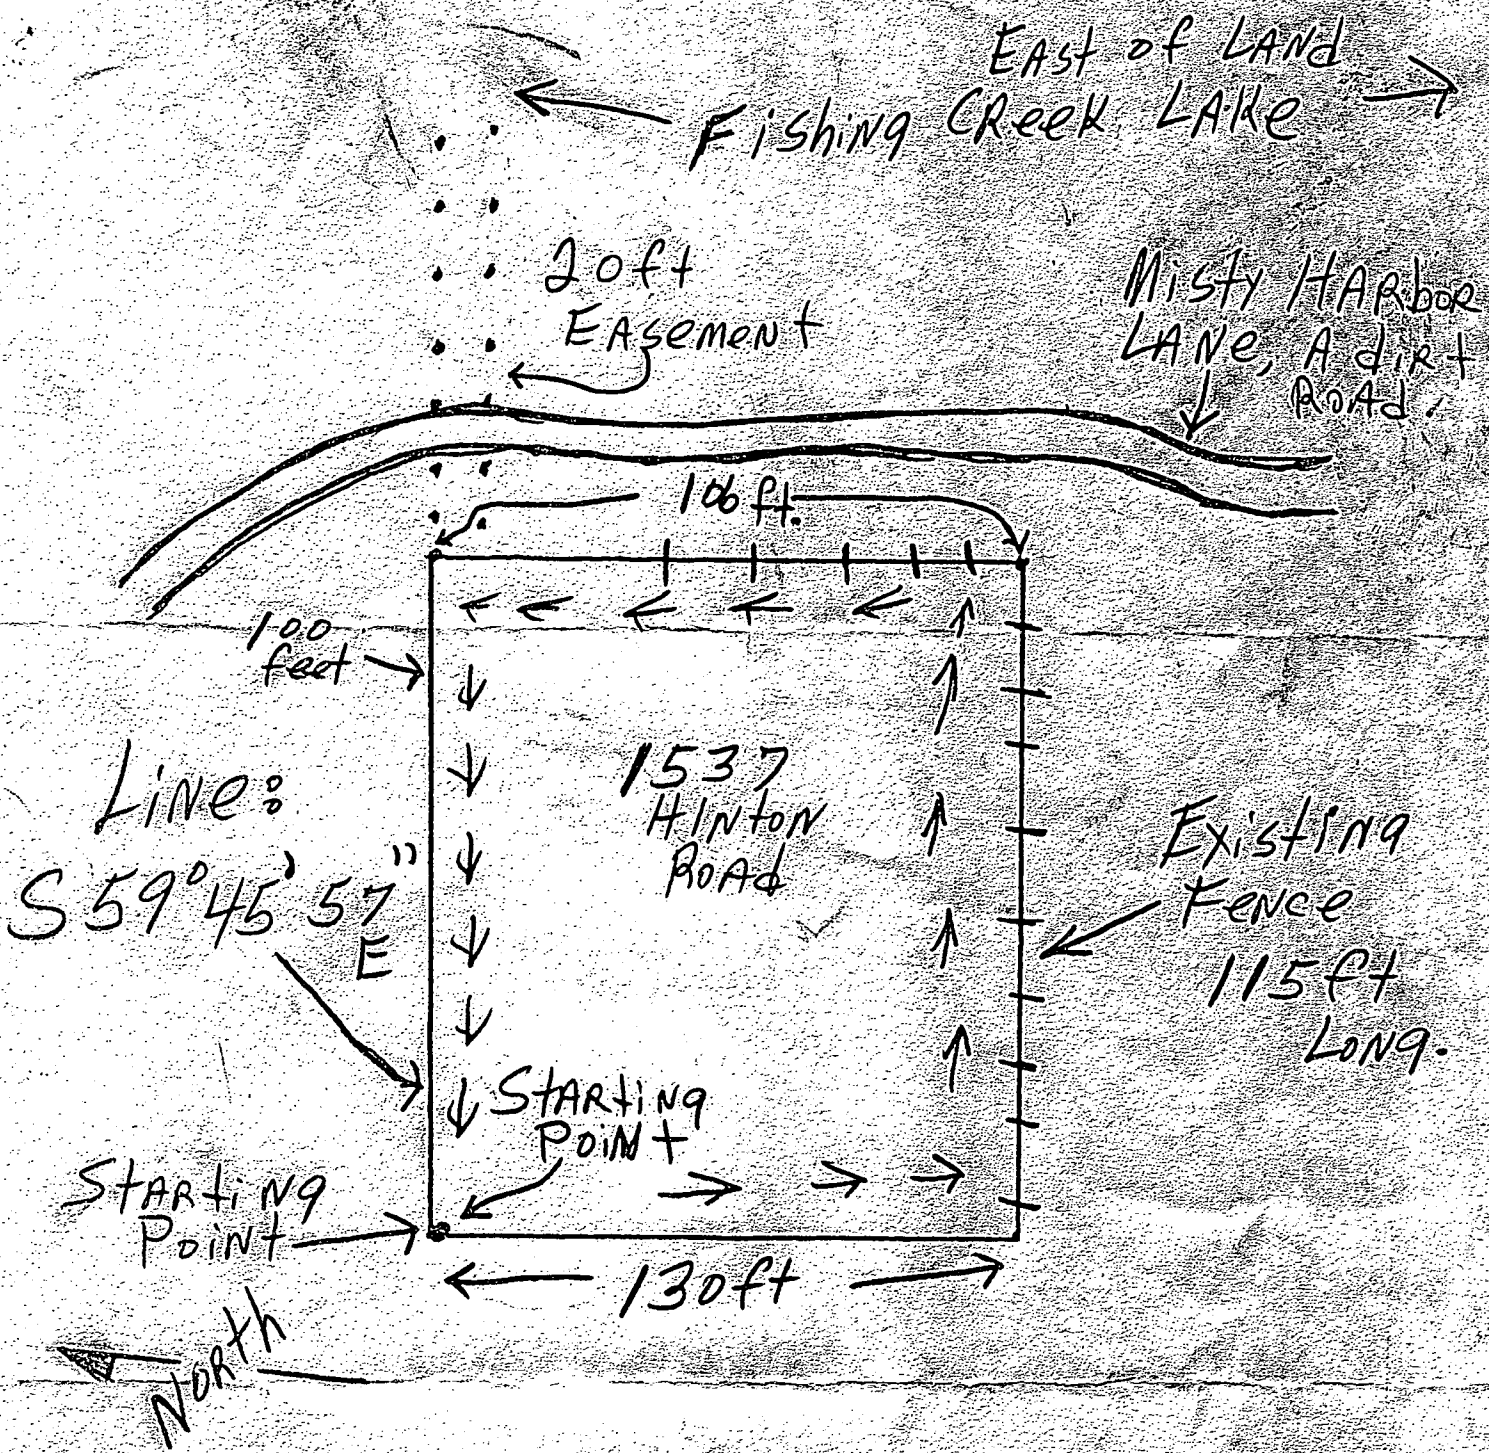 East of Land
Fishing Creek Lake
20ft
Easement
Misty Harbor
Lane, A dirt
Road.
106 ft.
100
feet
Line:
S 59° 45' 57"
E
1537
Hinton
Road
Existing
Fence
115ft
Long.
Starting
Point
Starting
Point
130ft
North